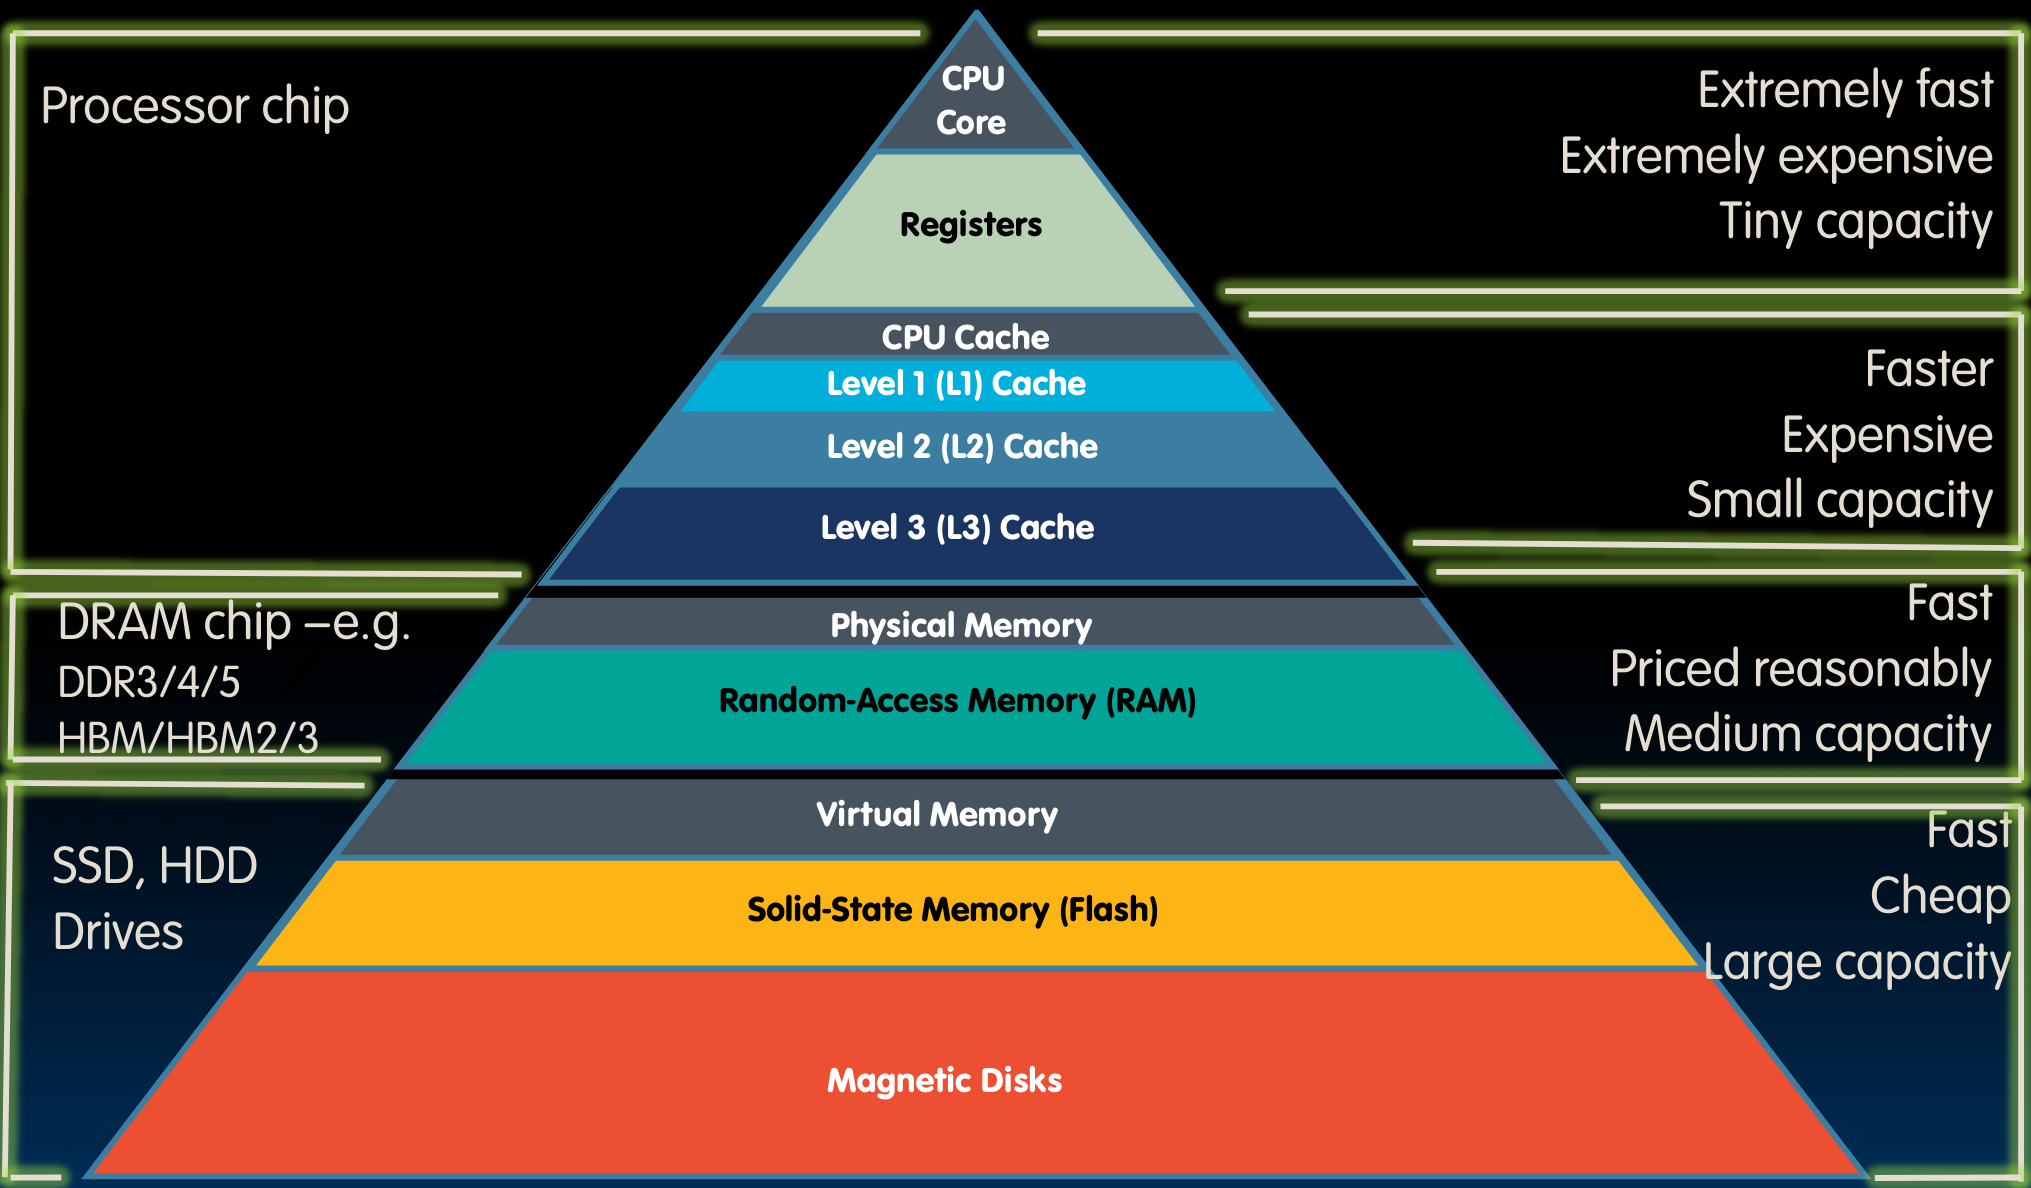 Processor chip
DRAM chip –e.g.
DDR3/4/5
HBM/HBM2/3
SSD, HDD
Drives
CPU
Core
Registers
CPU Cache
Level 1 (L1) Cache
Level 2 (L2) Cache
Level 3 (L3) Cache
Physical Memory
Random-Access Memory (RAM)
Virtual Memory
Solid-State Memory (Flash)
Magnetic Disks
Extremely fast
Extremely expensive
Tiny capacity
Faster
Expensive
Small capacity
Fast
Priced reasonably
Medium capacity
Fast
Cheap
Large capacity